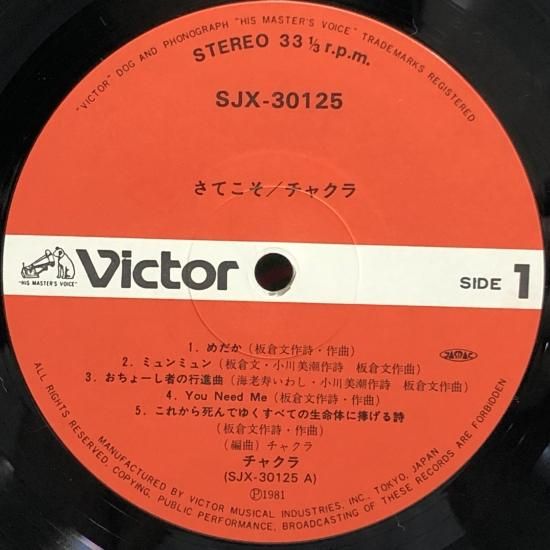 "VICTOR" DOG AND PHONOGRAPH "HIS MASTER'S VOICE" TRADEMARKS REGISTERED
STEREO 33 1/3 r.p.m.
SJX-30125
さてこそ/チャクラ
"HIS MASTER'S VOICE"
Victor
SIDE 1
JASRAC
1. めだか (板倉文作詩・作曲)
2. ミュンミュン (板倉文・小川美潮作詩 板倉文作曲)
3. おちょーし者の行進曲 (海老寿いわし・小川美潮作詩 板倉文作曲)
4. You Need Me (板倉文作詩・作曲)
5. これから死んでゆくすべての生命体に捧げる詩
(板倉文作詩・作曲)
(編曲) チャクラ
チャクラ
(SJX-30125 A)
Ⓟ1981
MANUFACTURED BY VICTOR MUSICAL INDUSTRIES, INC., TOKYO, JAPAN
ALL RIGHTS RESERVED. COPYING, PUBLIC PERFORMANCE, BROADCASTING OF THESE RECORDS ARE FORBIDDEN